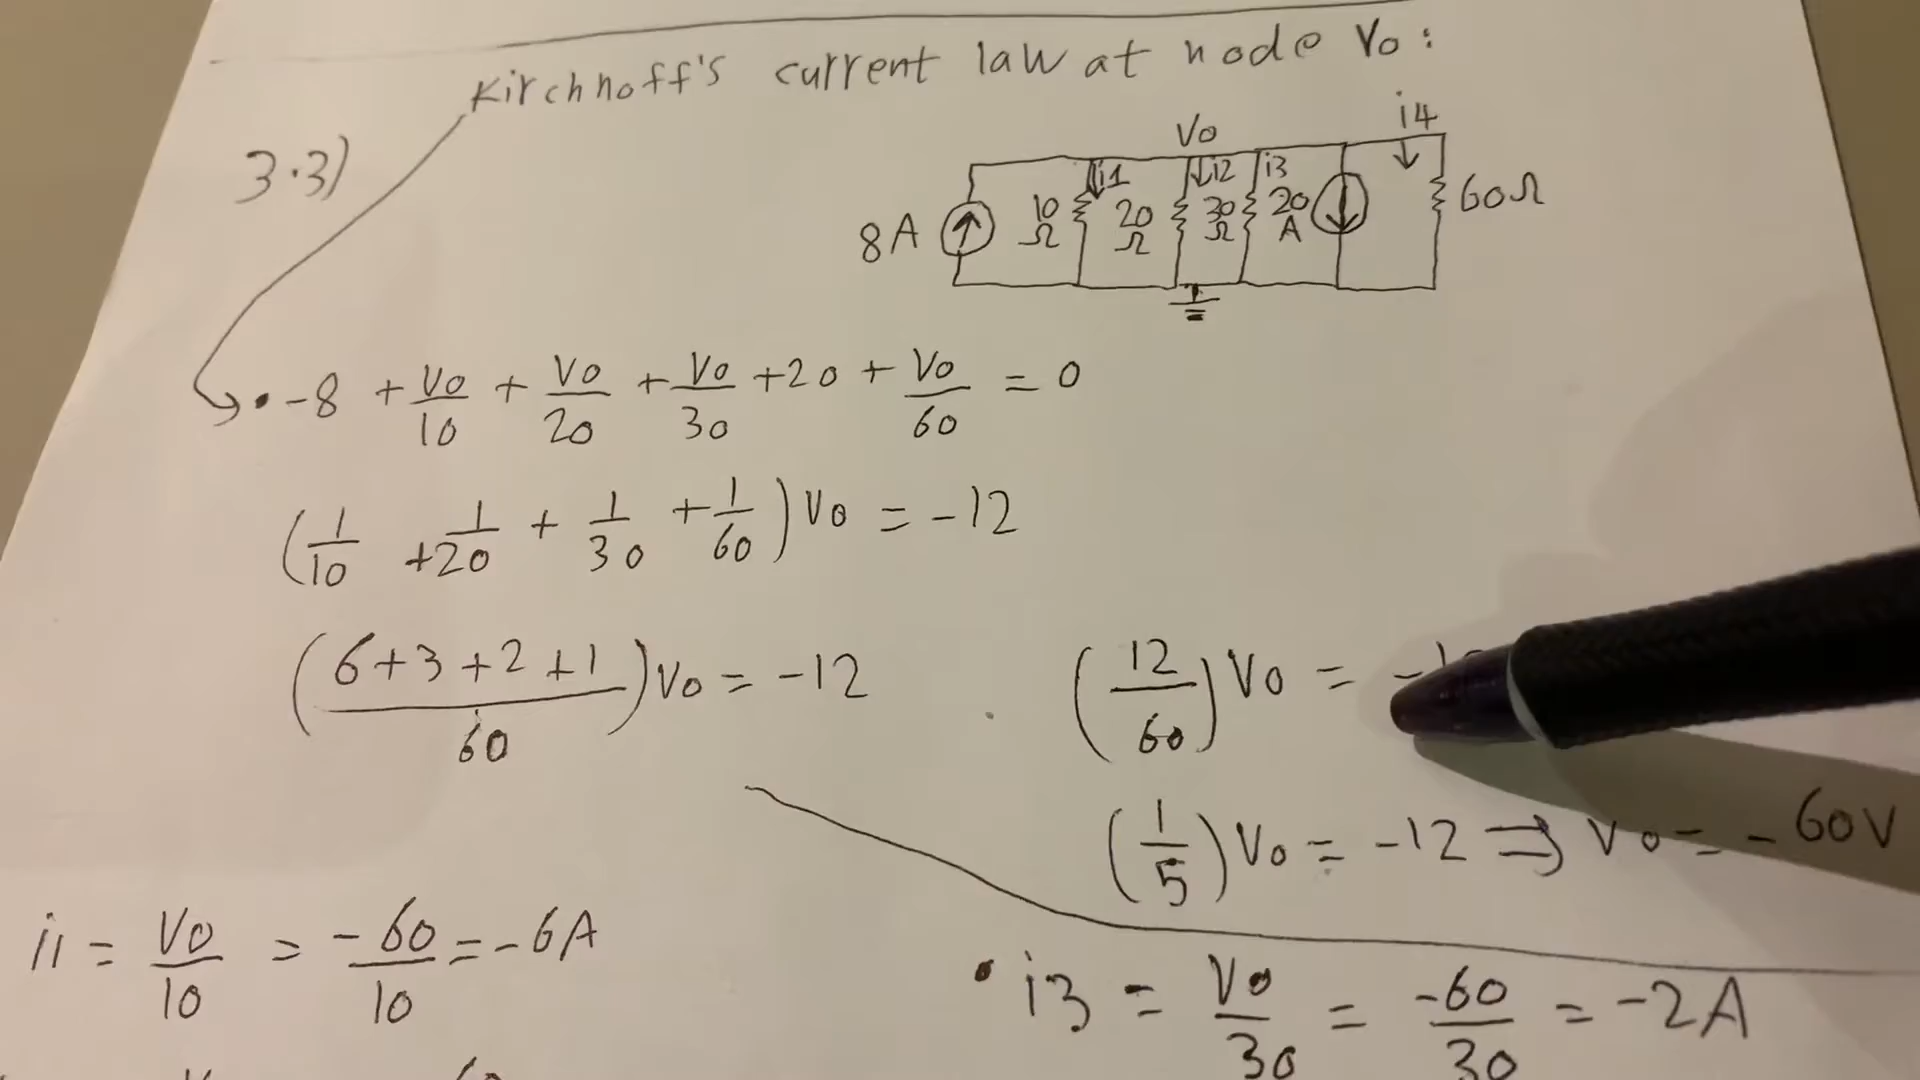 Kirchhoff's current law at node Vo:
3.3)
Vo
i4
i1
i2
i3
8A
10 Ω
20 Ω
30 Ω
20 A
60Ω
-8 + Vo/10 + Vo/20 + Vo/30 + 20 + Vo/60 = 0
(1/10 + 1/20 + 1/30 + 1/60) Vo = -12
((6+3+2+1)/60) Vo = -12
(12/60) Vo =
(1/5) Vo = -12 ⇒ Vo = -60V
i1 = Vo/10 = -60/10 = -6A
• i3 = Vo/30 = -60/30 = -2A